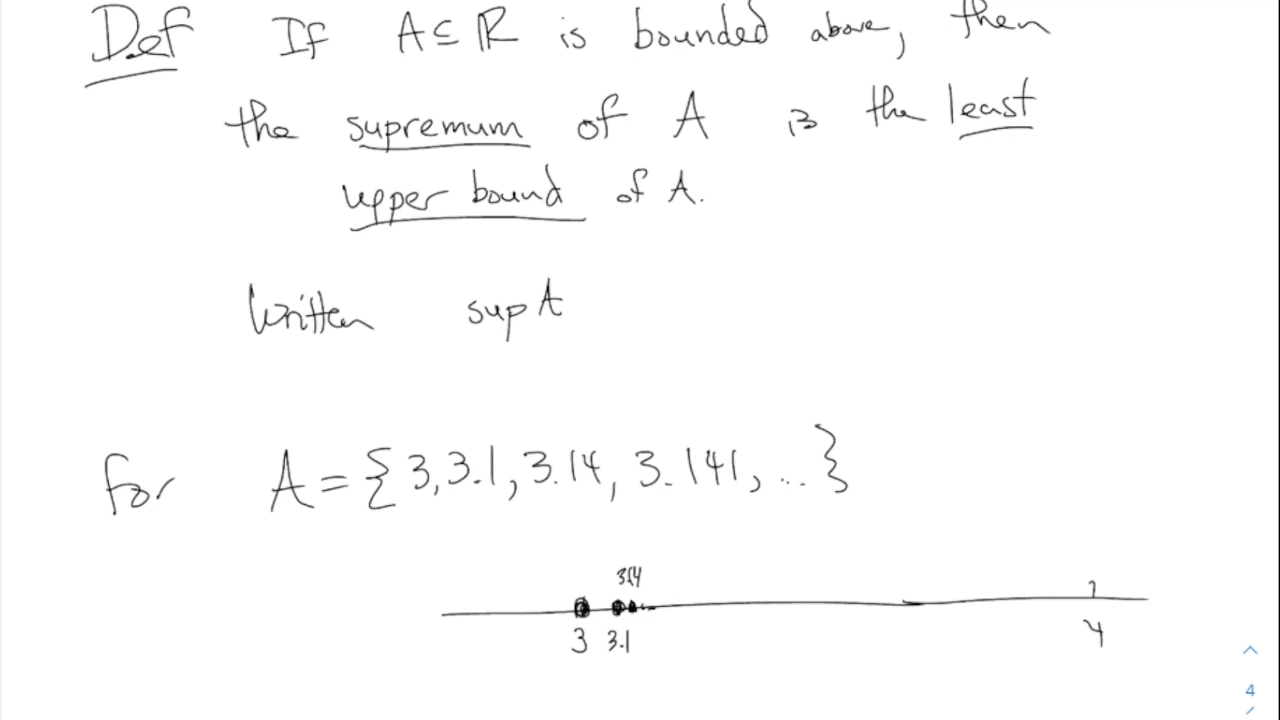 Def If A ⊆ ℝ is bounded above, then
the supremum of A is the least
upper bound of A.
Written sup A
For A = {3, 3.1, 3.14, 3.141, ... }
3.14
3 3.1 4
4